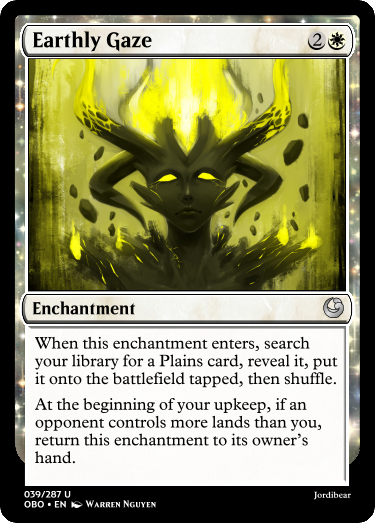 Earthly Gaze 2
Enchantment
When this enchantment enters, search
your library for a Plains card, reveal it, put
it onto the battlefield tapped, then shuffle.
At the beginning of your upkeep, if an
opponent controls more lands than you,
return this enchantment to its owner's
hand.
039/287 U
OBO • EN Warren Nguyen
Jordibear